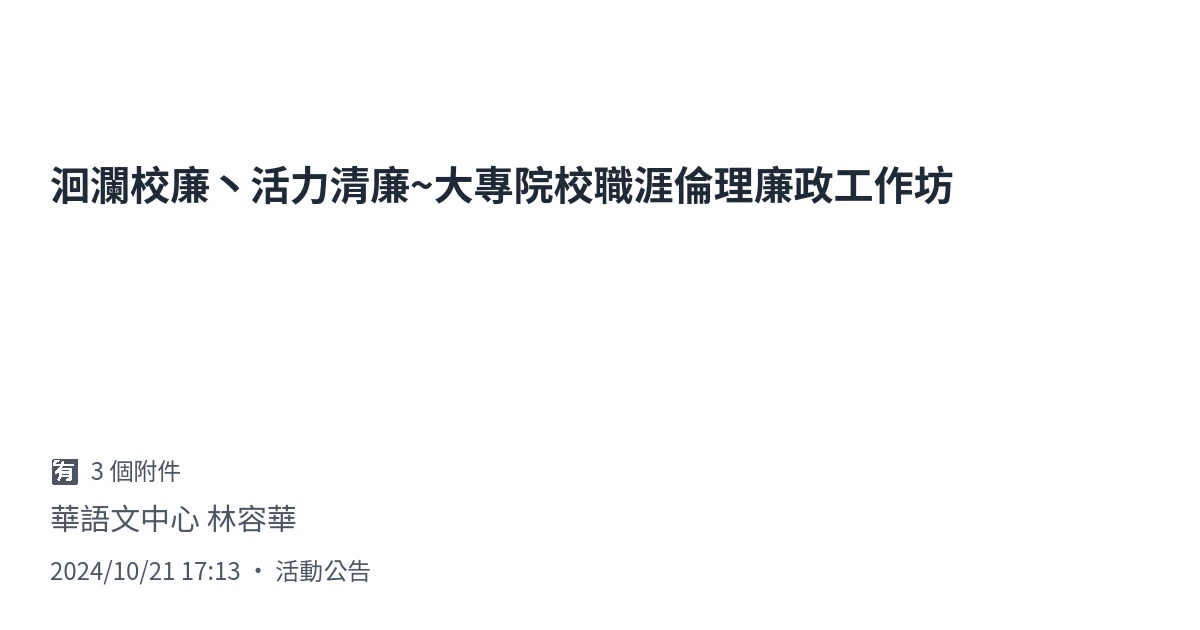 洄瀾校廉丶活力清廉~大專院校職涯倫理廉政工作坊
🈶 3 個附件
華語文中心 林容華
2024/10/21 17:13 ・ 活動公告